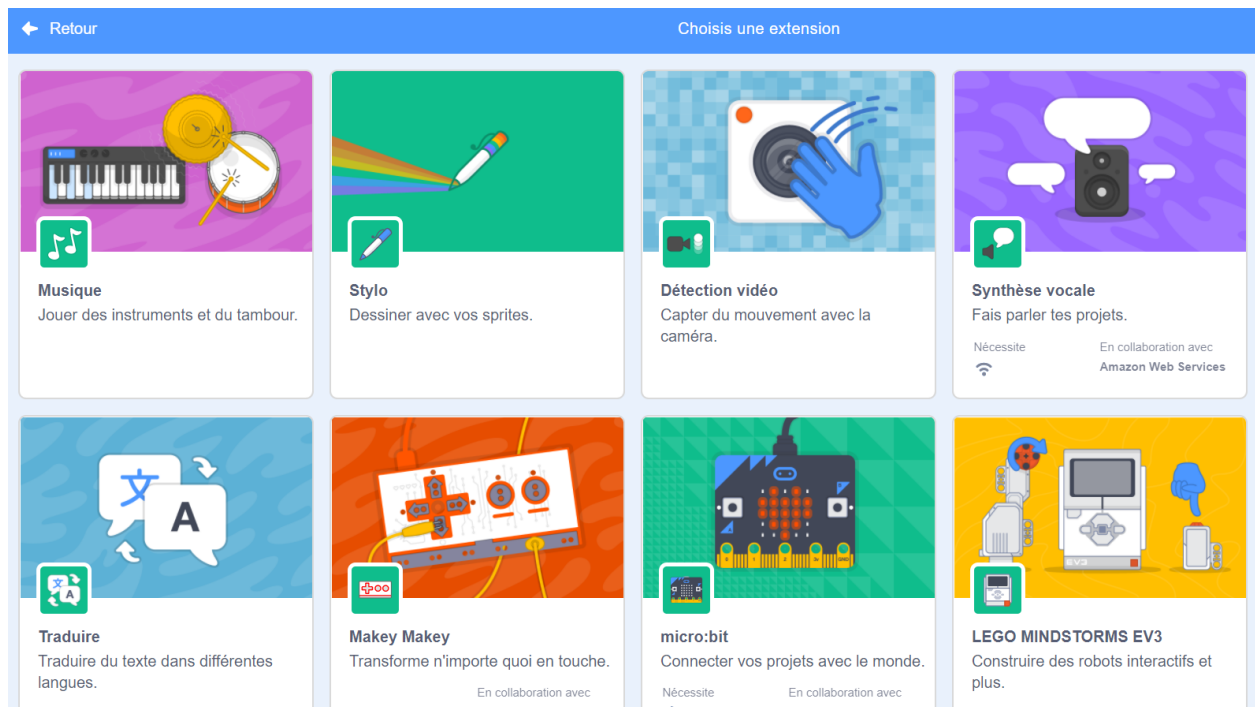 Retour
Choisis une extension
Musique
Jouer des instruments et du tambour.
Stylo
Dessiner avec vos sprites.
Détection vidéo
Capter du mouvement avec la
caméra.
Synthèse vocale
Fais parler tes projets.
Nécessite
En collaboration avec
Amazon Web Services
文
A
文
A
Traduire
Traduire du texte dans différentes
langues.
Makey Makey
Transforme n'importe quoi en touche.
En collaboration avec
micro:bit
Connecter vos projets avec le monde.
Nécessite
En collaboration avec
EV3
LEGO MINDSTORMS EV3
Construire des robots interactifs et
plus.